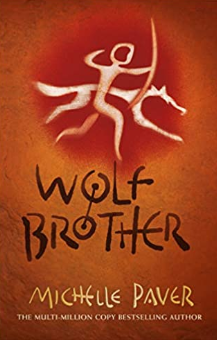 WOLF
BROTHER
MICHELLE PAVER
THE MULTI-MILLION COPY BESTSELLING AUTHOR